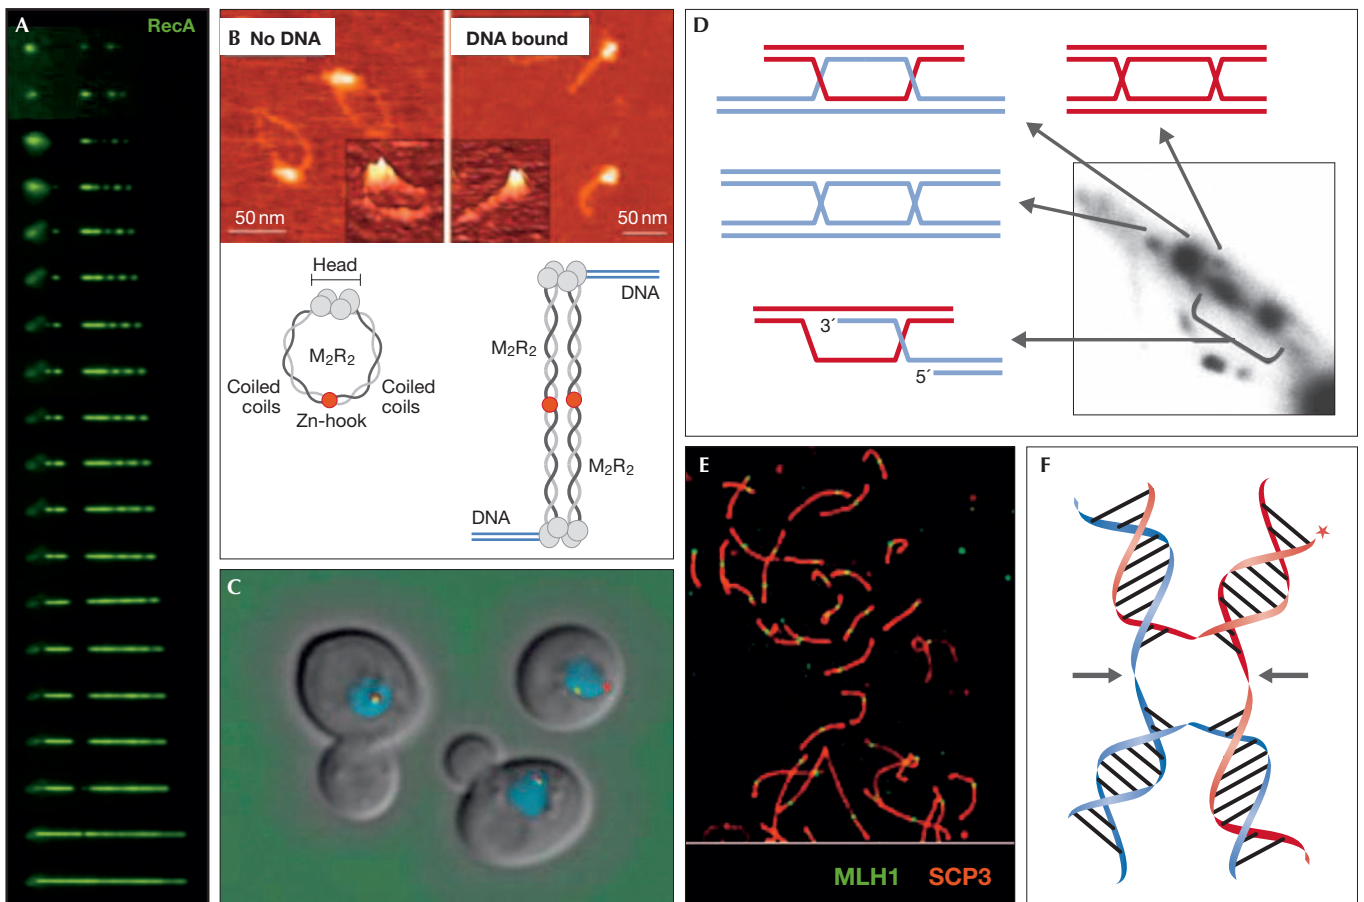 A
RecA
B No DNA
DNA bound
50 nm
50 nm
Head
M₂R₂
Coiled
coils
Coiled
coils
Zn-hook
DNA
M₂R₂
M₂R₂
DNA
C
D
3´
5´
E
MLH1 SCP3
F